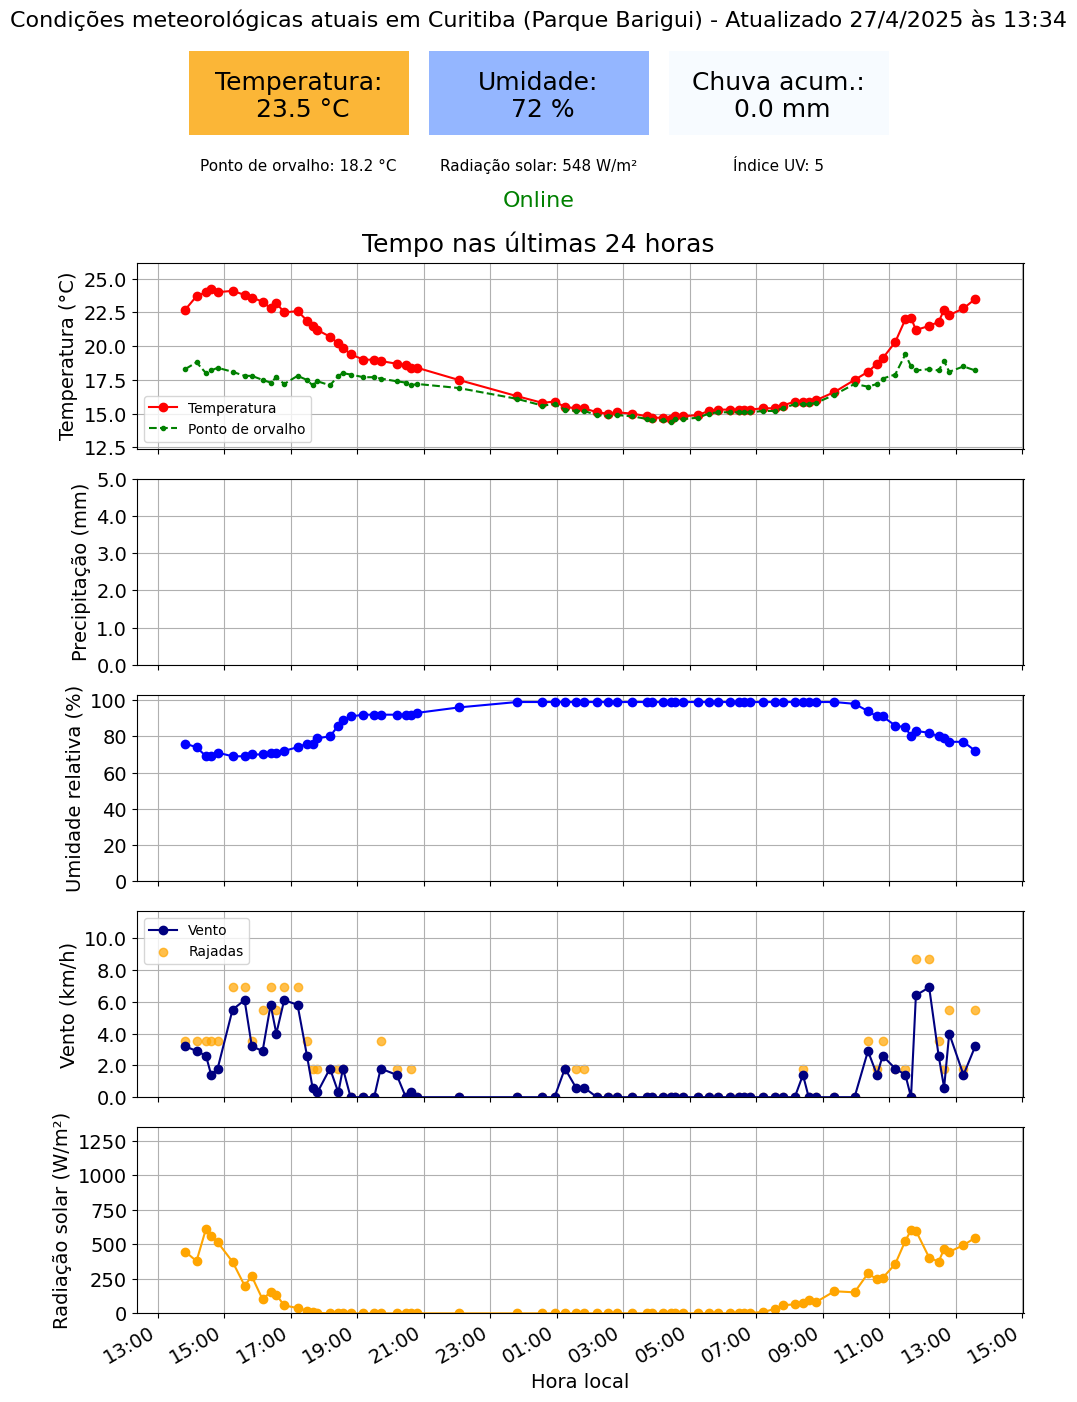 Condições meteorológicas atuais em Curitiba (Parque Barigui) - Atualizado 27/4/2025 às 13:34
Temperatura:
23.5 °C
Umidade:
72 %
Chuva acum.:
0.0 mm
Ponto de orvalho: 18.2 °C
Radiação solar: 548 W/m²
Índice UV: 5
Online
Tempo nas últimas 24 horas
Temperatura (°C)
25.0
22.5
20.0
17.5
15.0
12.5
Temperatura
Ponto de orvalho
Precipitação (mm)
5.0
4.0
3.0
2.0
1.0
0.0
Umidade relativa (%)
100
80
60
40
20
0
Vento (km/h)
10.0
8.0
6.0
4.0
2.0
0.0
Vento
Rajadas
Radiação solar (W/m²)
1250
1000
750
500
250
0
13:00
15:00
17:00
19:00
21:00
23:00
01:00
03:00
05:00
07:00
09:00
11:00
13:00
15:00
Hora local